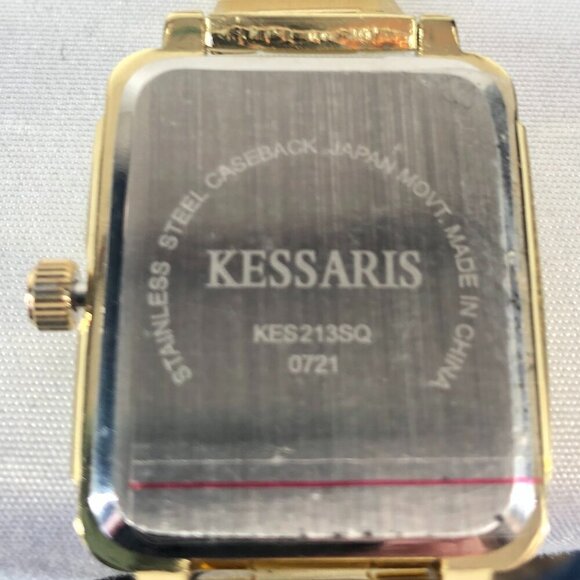 STAINLESS STEEL CASEBACK JAPAN MOVT. MADE IN CHINA
KESSARIS
KES213SQ
0721